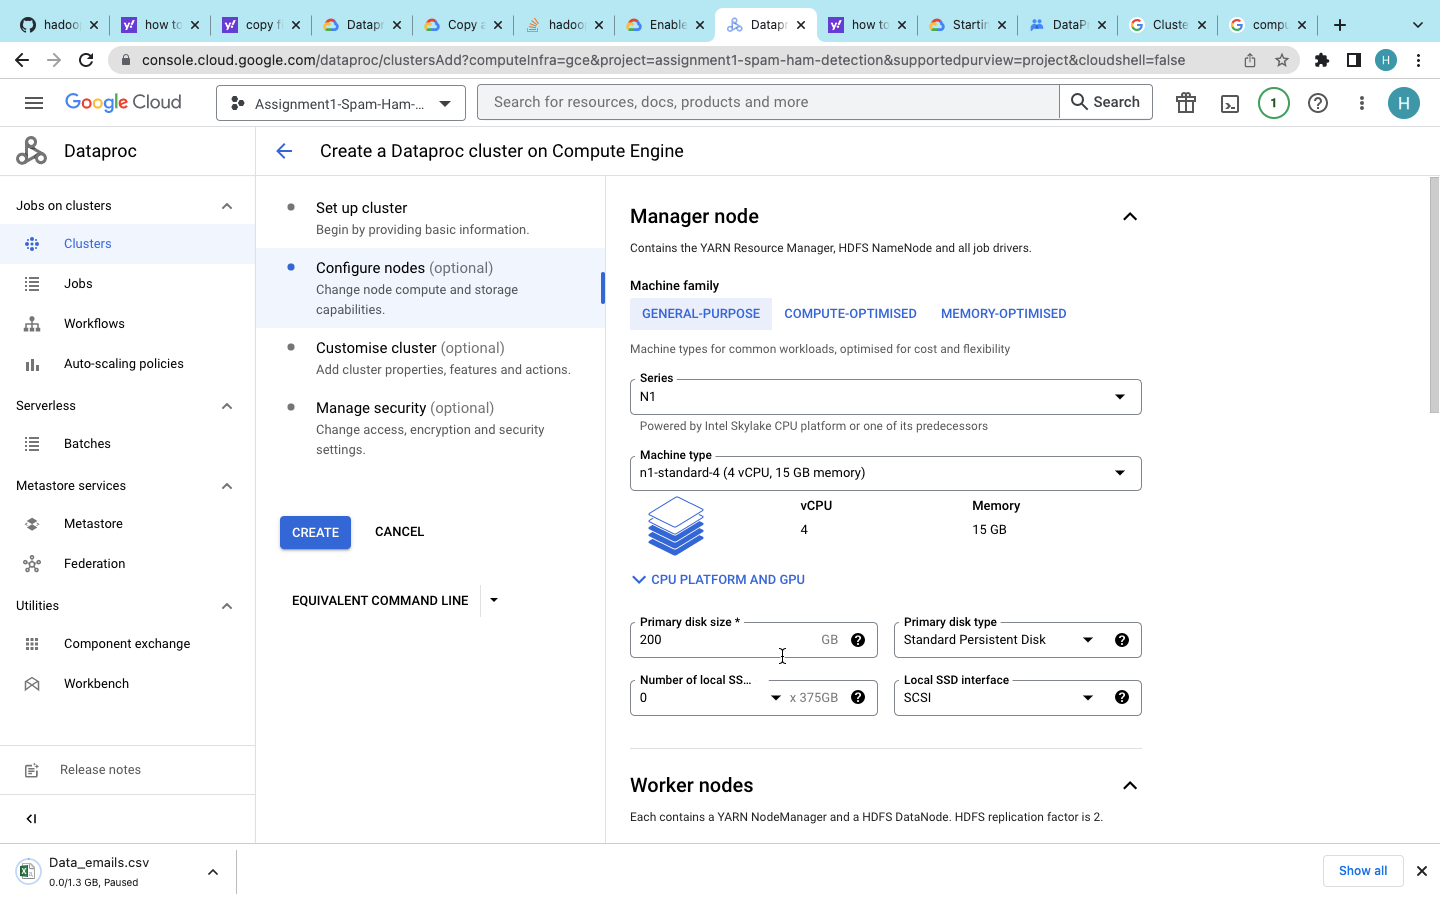 hadoo
how to
copy f
Datapr
Copy a
hadoo
Enable
Datapr
how to
Startin
DataPr
Cluste
compu
console.cloud.google.com/dataproc/clustersAdd?computeInfra=gce&project=assignment1-spam-ham-detection&supportedpurview=project&cloudshell=false
H
Google Cloud
Assignment1-Spam-Ham-...
Search for resources, docs, products and more
Search
1
H
Dataproc
Create a Dataproc cluster on Compute Engine
Jobs on clusters
Clusters
Jobs
Workflows
Auto-scaling policies
Serverless
Batches
Metastore services
Metastore
Federation
Utilities
Component exchange
Workbench
Release notes
Set up cluster
Begin by providing basic information.
Configure nodes (optional)
Change node compute and storage
capabilities.
Customise cluster (optional)
Add cluster properties, features and actions.
Manage security (optional)
Change access, encryption and security
settings.
CREATE
CANCEL
EQUIVALENT COMMAND LINE
Manager node
Contains the YARN Resource Manager, HDFS NameNode and all job drivers.
Machine family
GENERAL-PURPOSE
COMPUTE-OPTIMISED
MEMORY-OPTIMISED
Machine types for common workloads, optimised for cost and flexibility
Series
N1
Powered by Intel Skylake CPU platform or one of its predecessors
Machine type
n1-standard-4 (4 vCPU, 15 GB memory)
vCPU
Memory
4
15 GB
CPU PLATFORM AND GPU
Primary disk size *
200
GB
Primary disk type
Standard Persistent Disk
Number of local SS...
0
x 375GB
Local SSD interface
SCSI
Worker nodes
Each contains a YARN NodeManager and a HDFS DataNode. HDFS replication factor is 2.
Data_emails.csv
0.0/1.3 GB, Paused
Show all